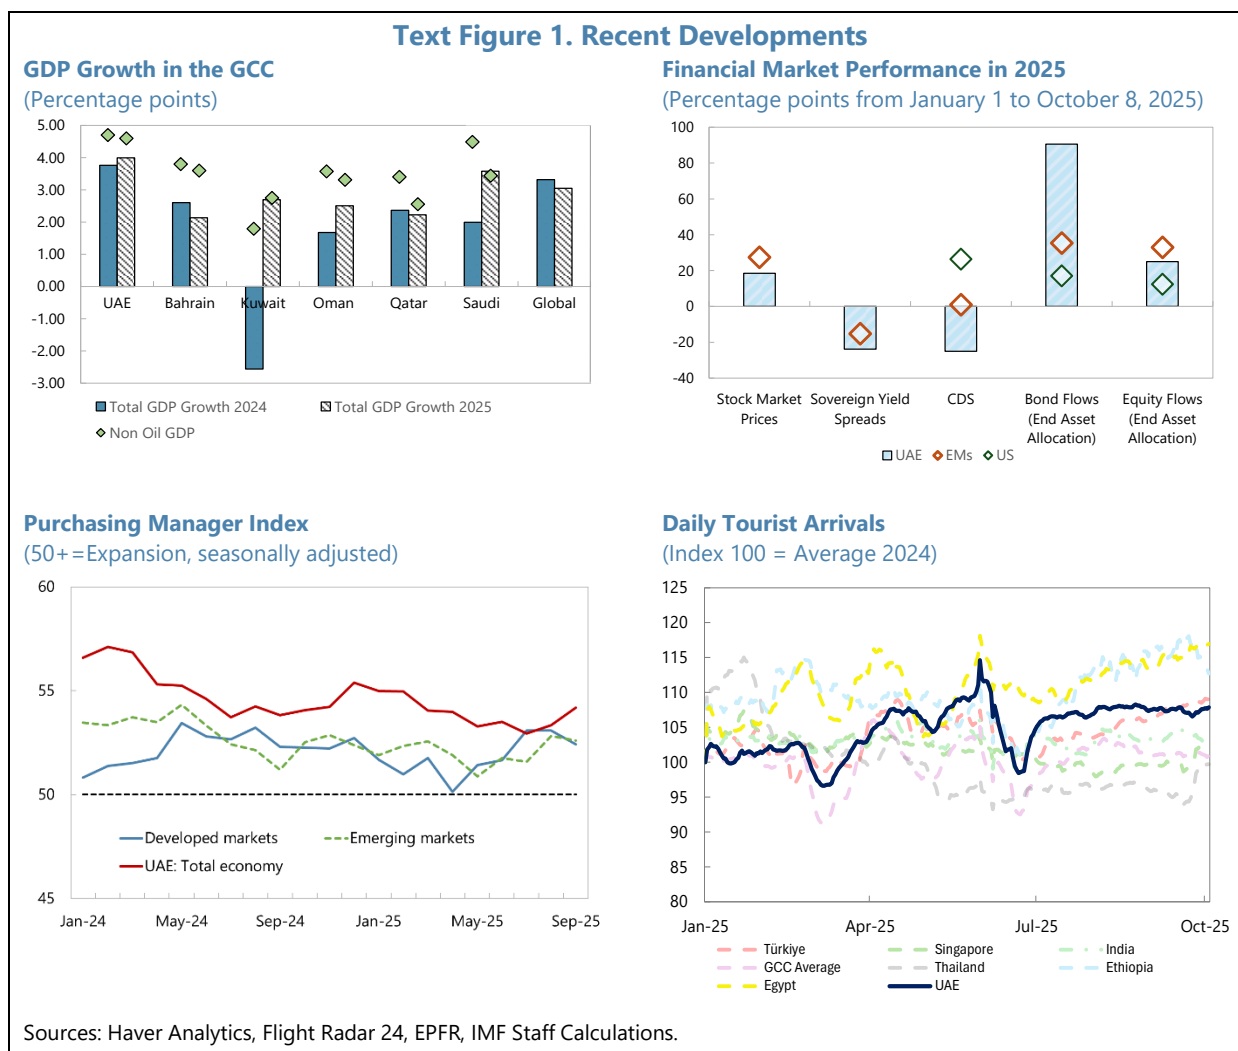 Text Figure 1. Recent Developments
GDP Growth in the GCC
(Percentage points)
5.00
4.00
3.00
2.00
1.00
0.00
-1.00
-2.00
-3.00
UAE
Bahrain
Kuwait
Oman
Qatar
Saudi
Global
Total GDP Growth 2024
Total GDP Growth 2025
Non Oil GDP
Financial Market Performance in 2025
(Percentage points from January 1 to October 8, 2025)
100
80
60
40
20
0
-20
-40
Stock Market
Prices
Sovereign Yield
Spreads
CDS
Bond Flows
(End Asset
Allocation)
Equity Flows
(End Asset
Allocation)
UAE
EMs
US
Purchasing Manager Index
(50+=Expansion, seasonally adjusted)
60
55
50
45
Developed markets
Emerging markets
UAE: Total economy
Jan-24
May-24
Sep-24
Jan-25
May-25
Sep-25
Daily Tourist Arrivals
(Index 100 = Average 2024)
125
120
115
110
105
100
95
90
85
80
Jan-25
Apr-25
Jul-25
Oct-25
Türkiye
Singapore
India
GCC Average
Thailand
Ethiopia
Egypt
UAE
Sources: Haver Analytics, Flight Radar 24, EPFR, IMF Staff Calculations.